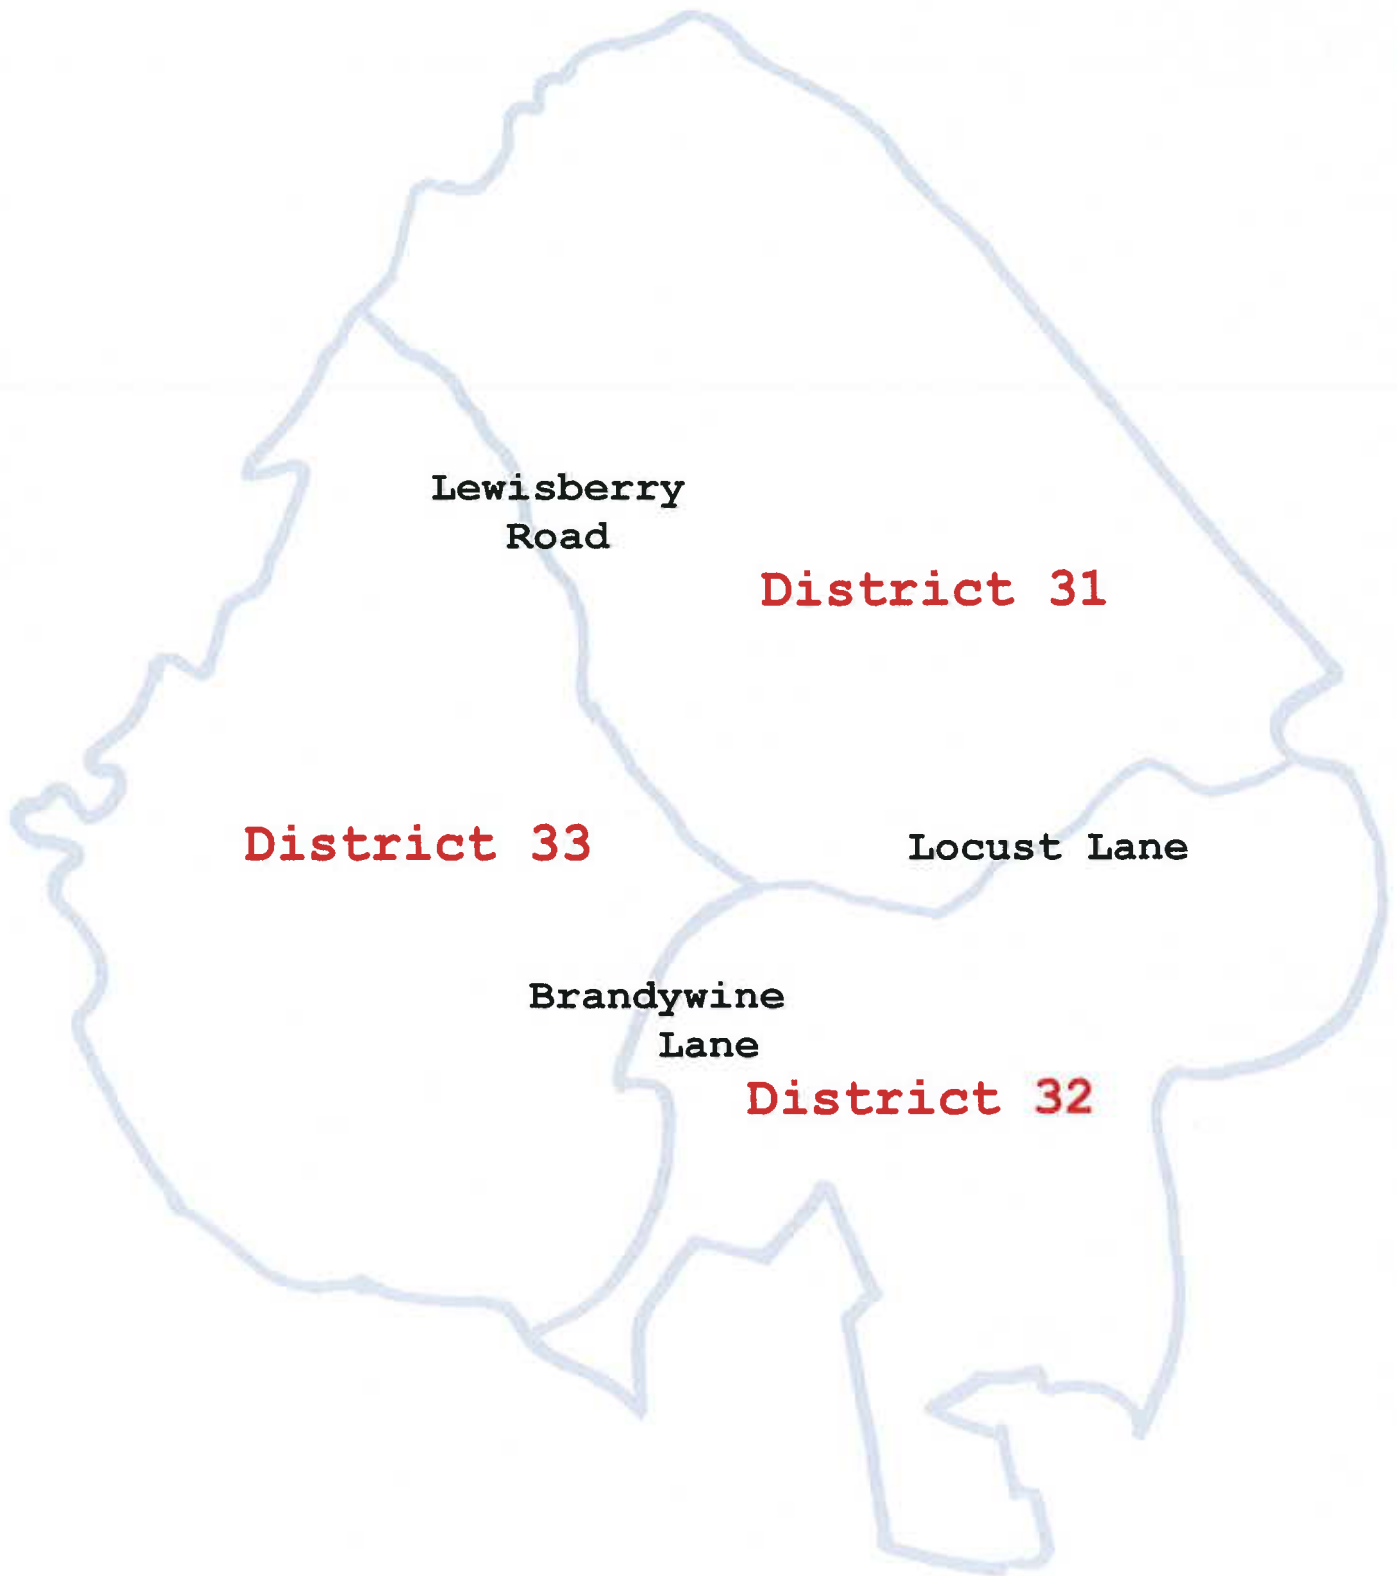 Lewisberry
Road
District 31
District 33
Locust Lane
Brandywine
Lane
District 32